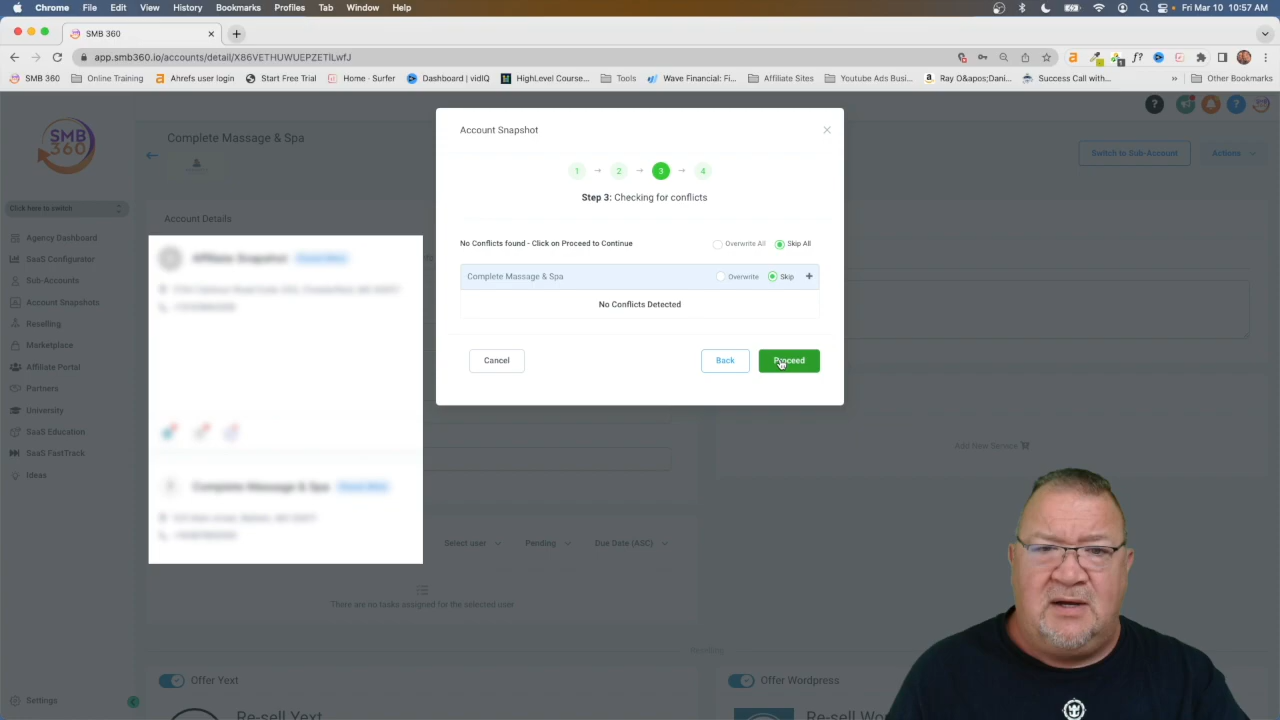 Chrome File Edit View History Bookmarks Profiles Tab Window Help Fri Mar 10 10:57 AM
SMB 360
app.smb360.io/accounts/detail/X86VETHUWUEPZETILwfJ
SMB 360 Online Training Ahrefs user login Start Free Trial Home · Surfer Dashboard | vidIQ HighLevel Course... Tools Wave Financial: Fi... Affiliate Sites Youtube Ads Busi... Ray O&apos;Dani... Success Call with... Other Bookmarks
SMB 360
Complete Massage & Spa
Switch to Sub-Account
Actions
Click here to switch
Agency Dashboard
SaaS Configurator
Sub-Accounts
Account Snapshots
Reselling
Marketplace
Affiliate Portal
Partners
University
SaaS Education
SaaS FastTrack
Ideas
Settings
Account Details
Affiliate Snapshot
Complete Massage & Spa
Account Snapshot
1 → 2 → 3 → 4
Step 3: Checking for conflicts
No Conflicts found - Click on Proceed to Continue Overwrite All Skip All
Complete Massage & Spa Overwrite Skip +
No Conflicts Detected
Cancel Back Proceed
Add New Service
Select user Pending Due Date (ASC)
There are no tasks assigned for the selected user
Offer Yext
Re-sell Yext
Offer Wordpress